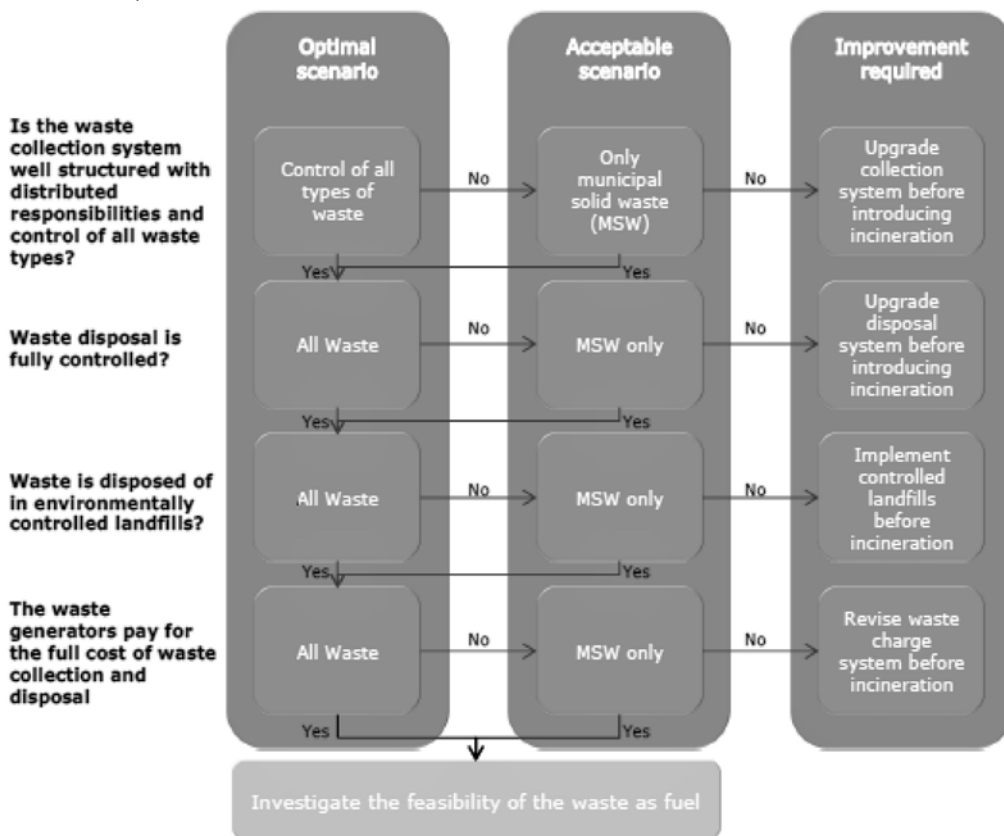 Optimal
scenario
Acceptable
scenario
Improvement
required
Is the waste
collection system
well structured with
distributed
responsibilities and
control of all waste
types?
Control of all
types of
waste
No
Only
municipal
solid waste
(MSW)
No
Upgrade
collection
system before
introducing
incineration
Yes
Yes
Waste disposal is
fully controlled?
All Waste
No
MSW only
No
Upgrade
disposal
system before
introducing
incineration
Yes
Yes
Waste is disposed of
in environmentally
controlled landfills?
All Waste
No
MSW only
No
Implement
controlled
landfills
before
incineration
Yes
Yes
The waste
generators pay for
the full cost of waste
collection and
disposal
All Waste
No
MSW only
No
Revise waste
charge
system before
incineration
Yes
Yes
Investigate the feasibility of the waste as fuel